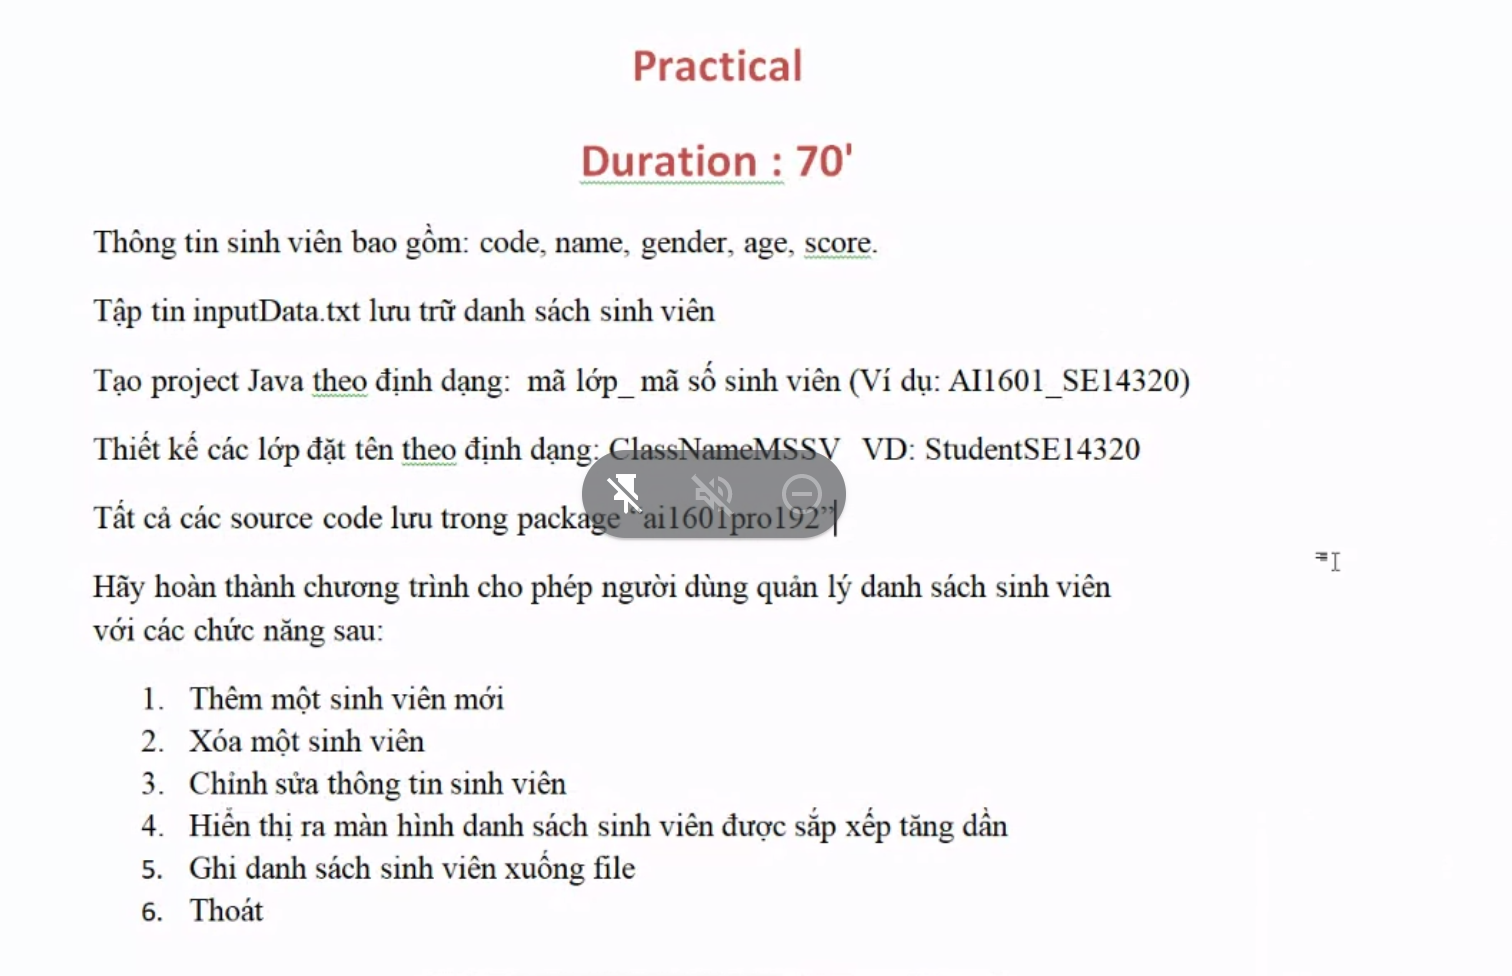 Practical
Duration : 70'
Thông tin sinh viên bao gồm: code, name, gender, age, score.
Tập tin inputData.txt lưu trữ danh sách sinh viên
Tạo project Java theo định dạng:  mã lớp_ mã số sinh viên (Ví dụ: AI1601_SE14320)
Thiết kế các lớp đặt tên theo định dạng: ClassNameMSSV   VD: StudentSE14320
Tất cả các source code lưu trong package “ai1601pro192”
Hãy hoàn thành chương trình cho phép người dùng quản lý danh sách sinh viên
với các chức năng sau:
1. Thêm một sinh viên mới
2. Xóa một sinh viên
3. Chỉnh sửa thông tin sinh viên
4. Hiển thị ra màn hình danh sách sinh viên được sắp xếp tăng dần
5. Ghi danh sách sinh viên xuống file
6. Thoát